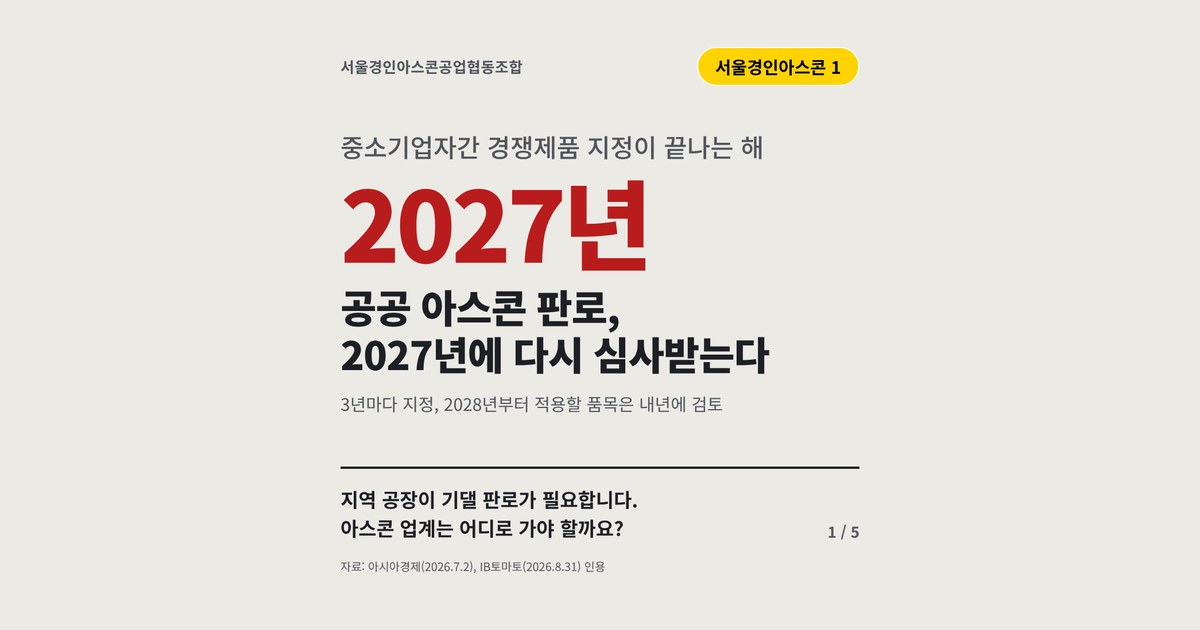 서울경인아스콘공업협동조합
서울경인아스콘 1
중소기업자간 경쟁제품 지정이 끝나는 해
2027년
공공 아스콘 판로,
2027년에 다시 심사받는다
3년마다 지정, 2028년부터 적용할 품목은 내년에 검토
지역 공장이 기댈 판로가 필요합니다.
아스콘 업계는 어디로 가야 할까요?
1 / 5
자료: 아시아경제(2026.7.2), IB토마토(2026.8.31) 인용